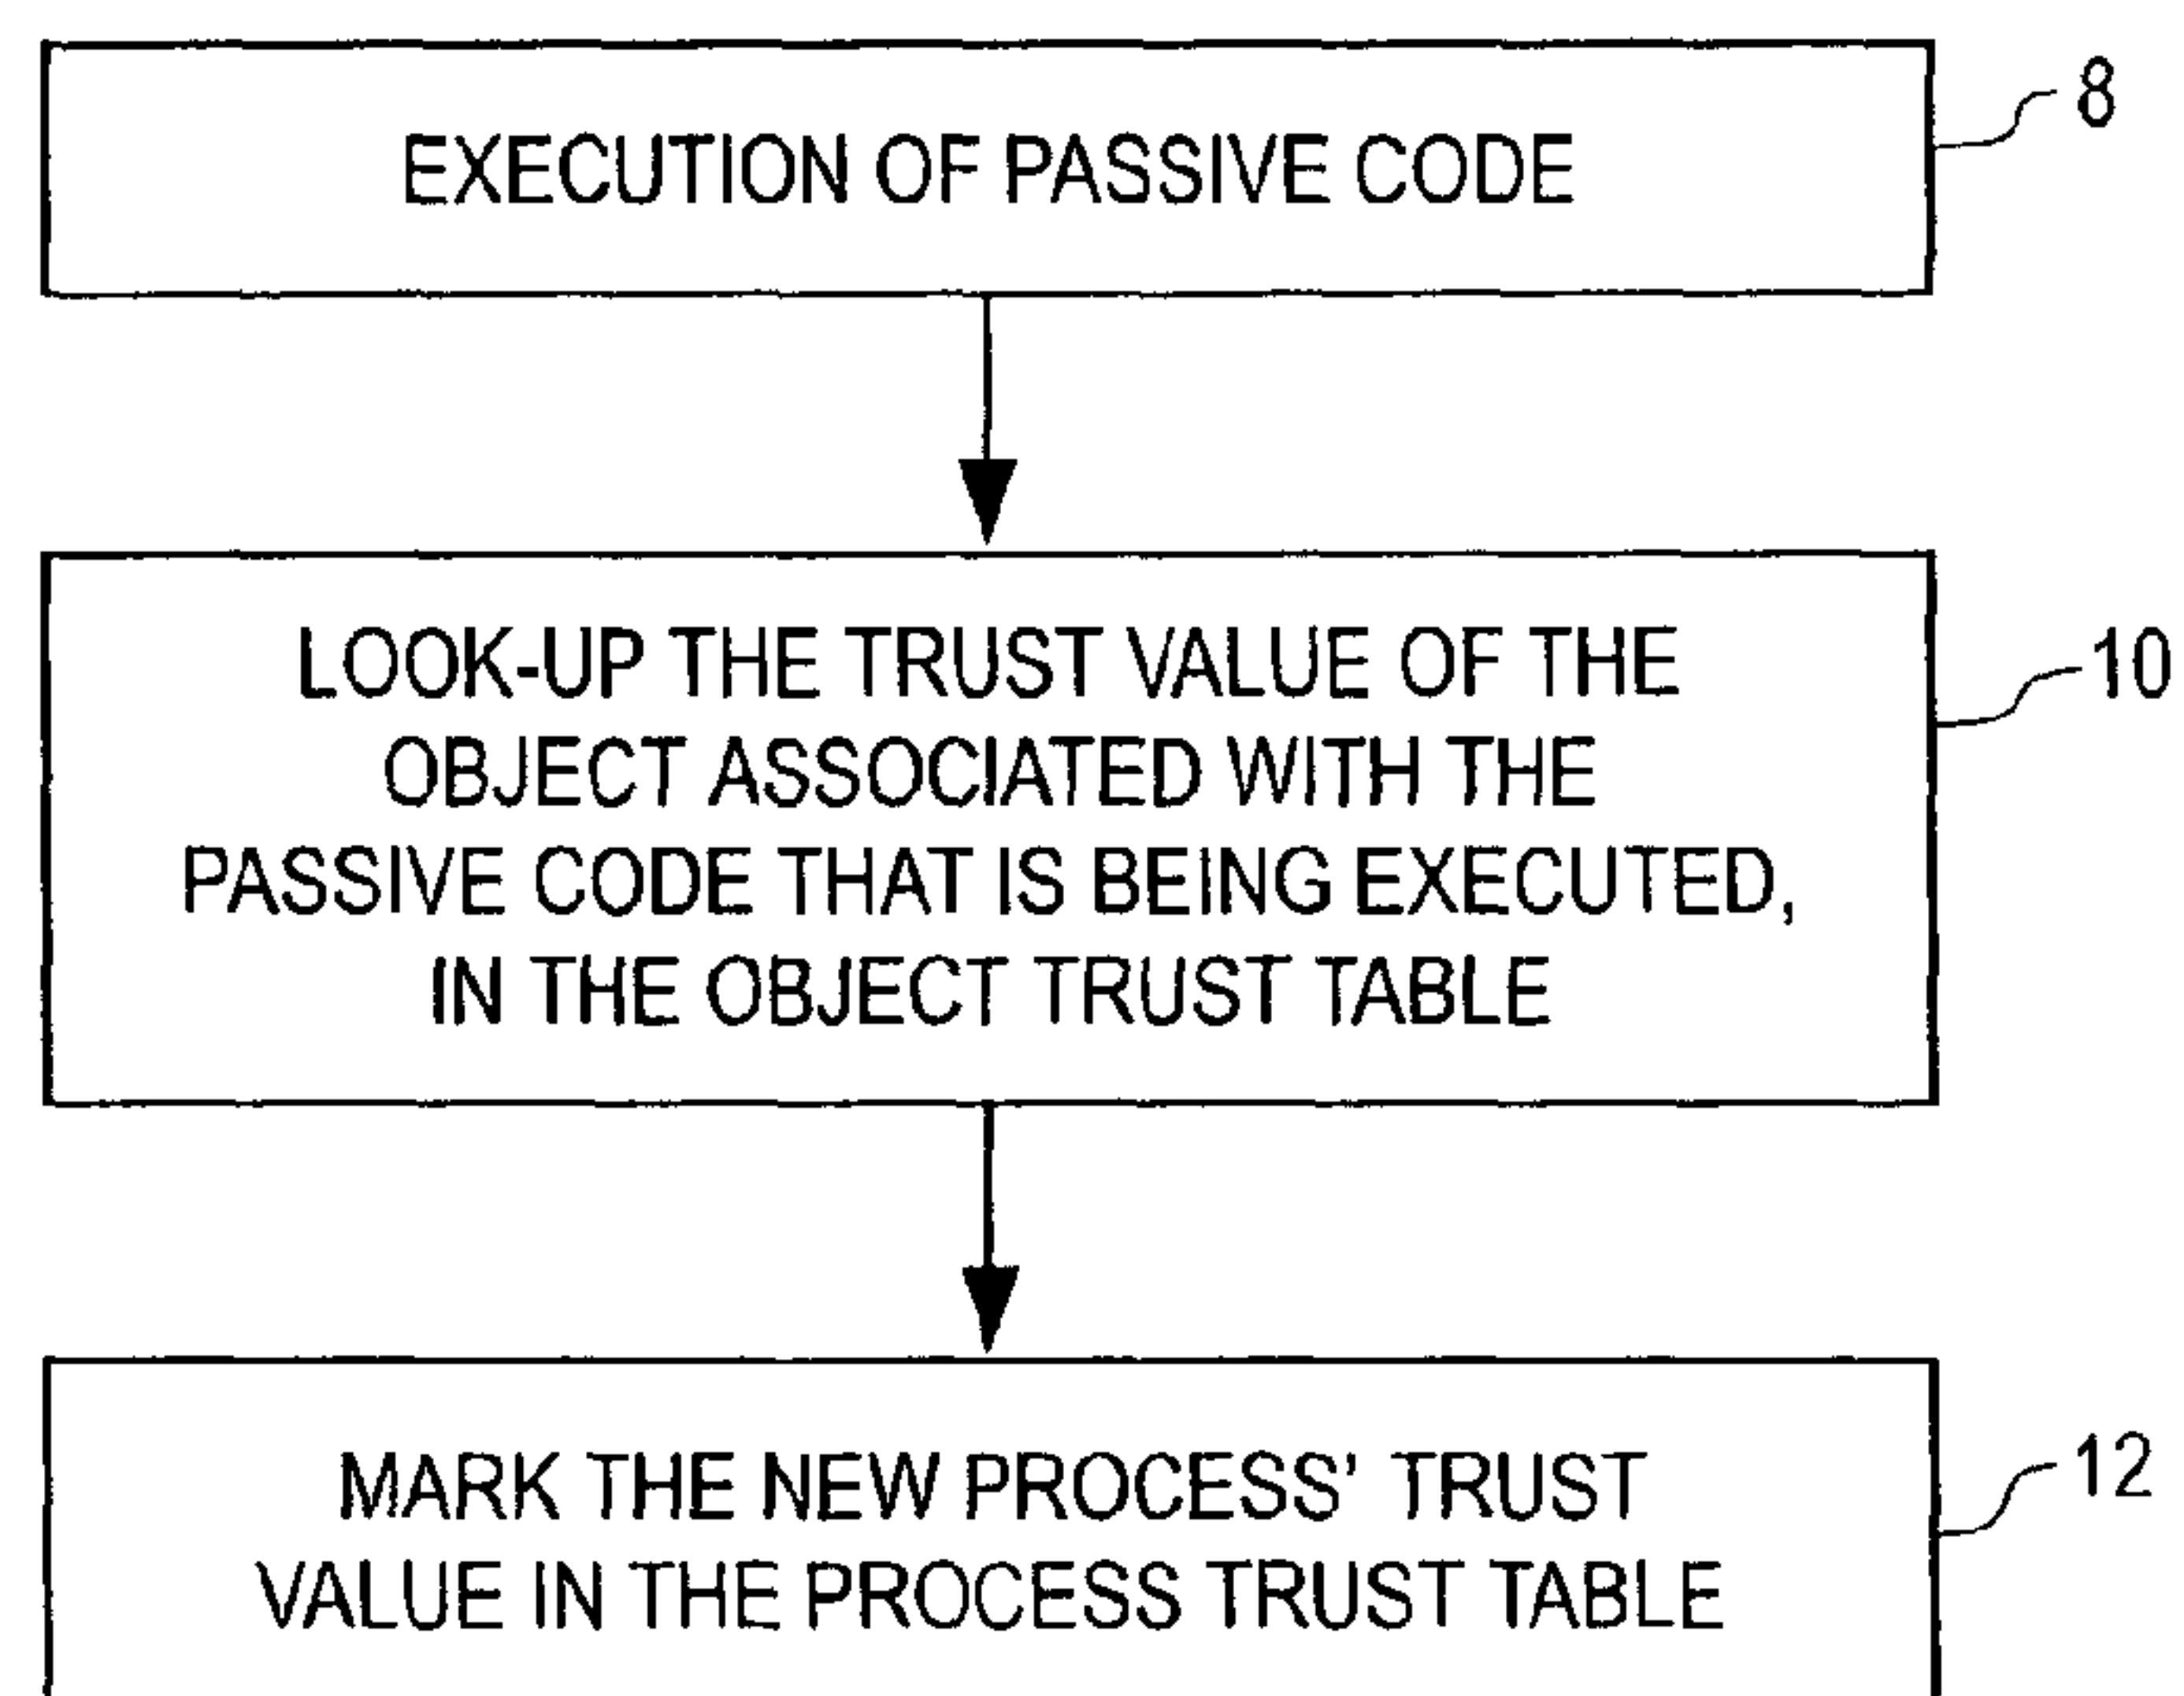 EXECUTION OF PASSIVE CODE
8
LOOK-UP THE TRUST VALUE OF THE
OBJECT ASSOCIATED WITH THE
PASSIVE CODE THAT IS BEING EXECUTED,
IN THE OBJECT TRUST TABLE
10
MARK THE NEW PROCESS' TRUST
VALUE IN THE PROCESS TRUST TABLE
12